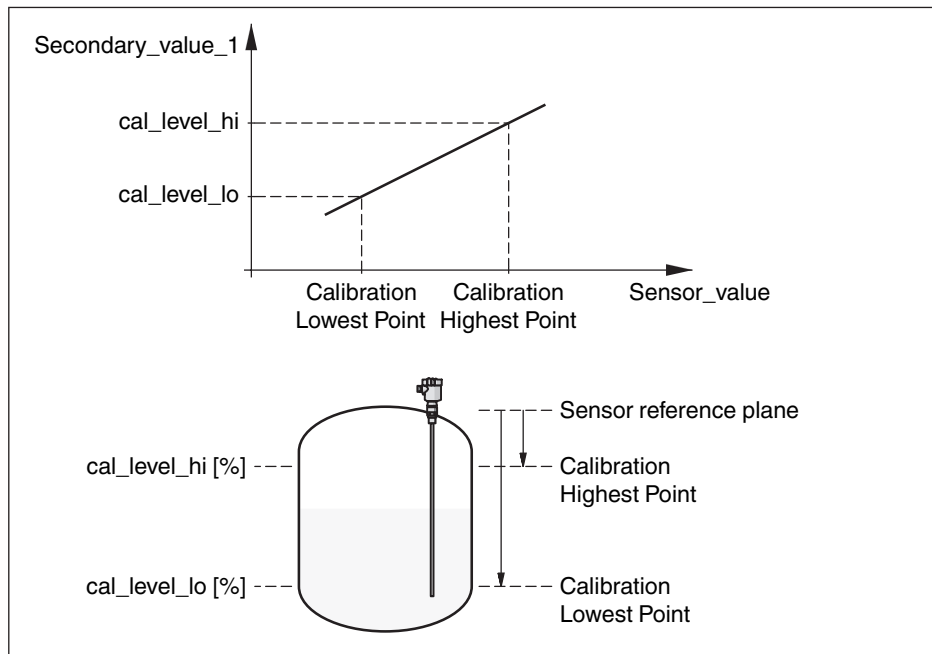 Secondary_value_1
cal_level_hi
cal_level_lo
Calibration
Lowest Point
Calibration
Highest Point
Sensor_value
Sensor reference plane
cal_level_hi [%]
Calibration
Highest Point
cal_level_lo [%]
Calibration
Lowest Point